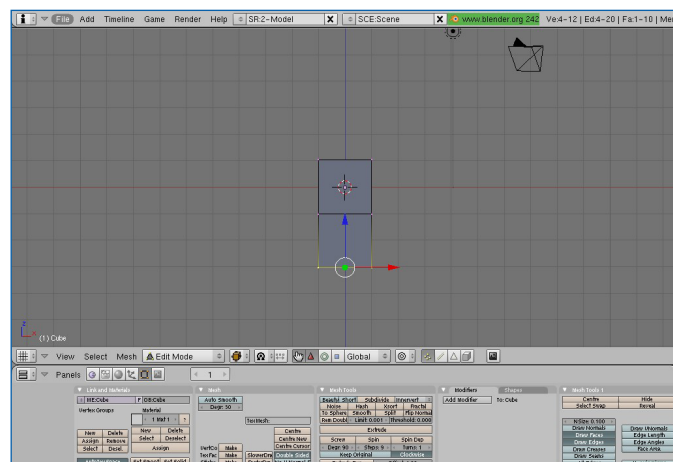 File Add Timeline Game Render Help SR:2-Model X SCE:Scene X www.blender.org 242 Ve:4-12 | Ed:4-20 | Fa:1-10 |
Z
X
(1) Cube
View Select Mesh Edit Mode Global
Panels 1
Link and Materials Mesh Mesh Tools Modifiers Shapes Mesh Tools 1
ME:Cube F OB:Cube Auto Smooth Beauty Short Subdivide Innervert Add Modifier To: Cube Centre Hide
Vertex Groups Material Degr: 30 Noise Hash Xsort Fractal Select Swap Reveal
1 Mat 1 ? To Sphere Smooth Split Flip Normal
TexMesh: Rem Doubl Limit: 0.001 Threshold: 0.000 NSize: 0.100
New Delete New Delete Centre Extrude Draw Normals Draw VNormals
Assign Remove Select Deselect Centre New Screw Spin Spin Dup Draw Faces Edge Length
Select Desel. Assign VertCo Make Centre Cursor Degr: 90 Steps: 9 Turns: 1 Draw Edges Edge Angles
TexFac Make SlowerDra Double Sided Keep Original Clockwise Draw Creases Face Area
Draw Seams